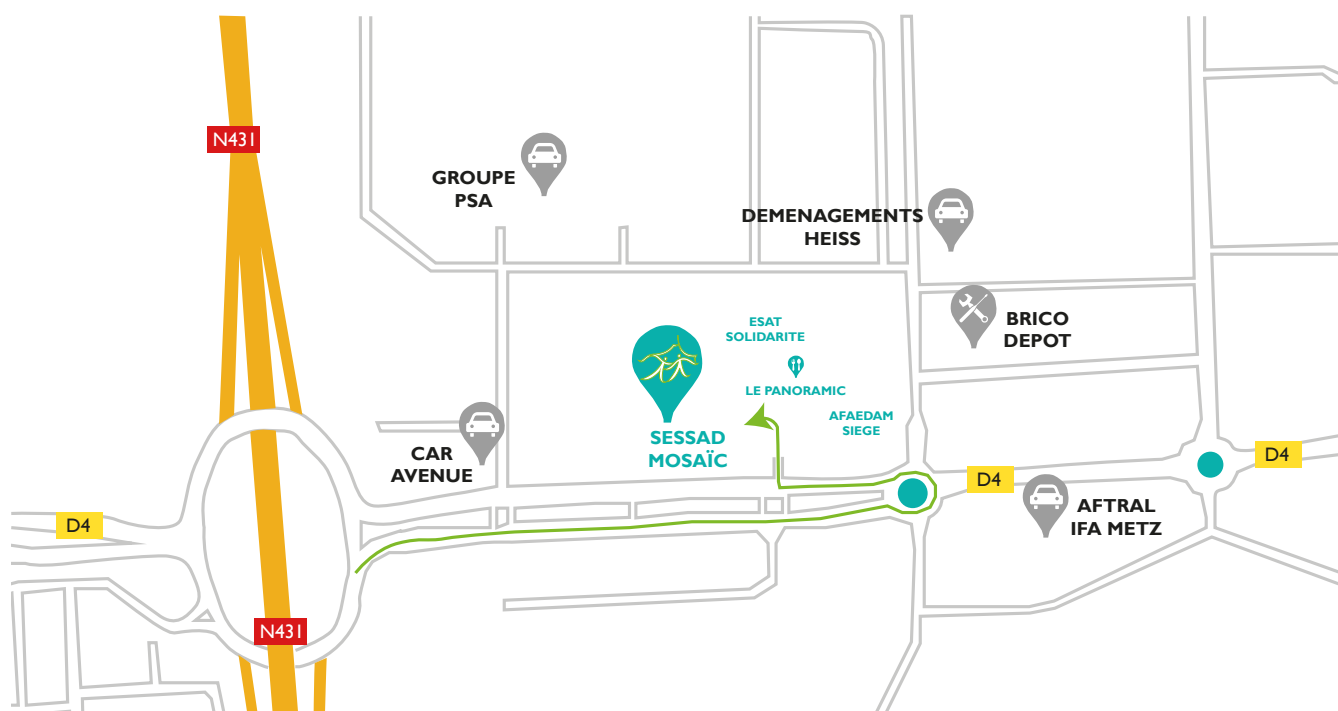 N431
GROUPE
PSA
DEMENAGEMENTS
HEISS
ESAT
SOLIDARITE
BRICO
DEPOT
LE PANORAMIC
AFAEDAM
SIEGE
SESSAD
MOSAÏC
CAR
AVENUE
D4
D4
D4
AFTRAL
IFA METZ
N431